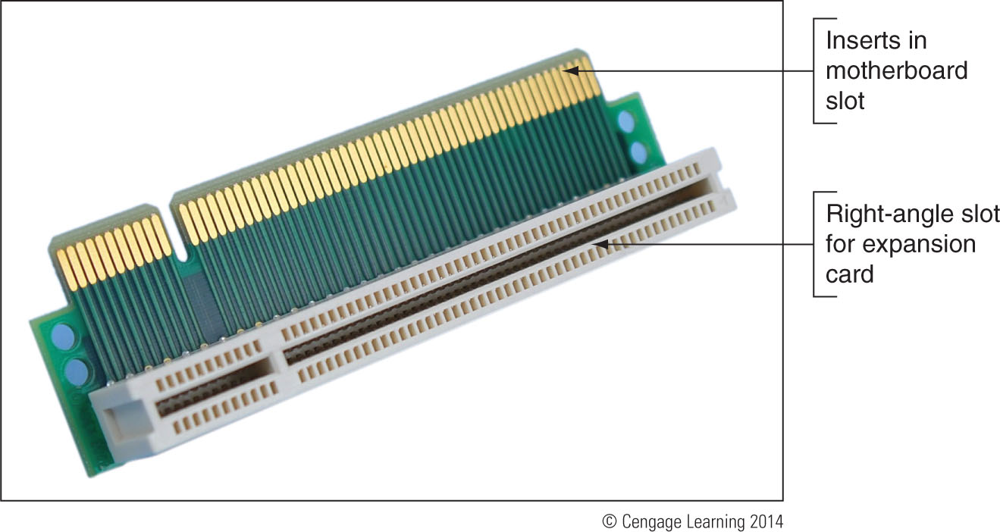 Inserts in
motherboard
slot
Right-angle slot
for expansion
card
© Cengage Learning 2014